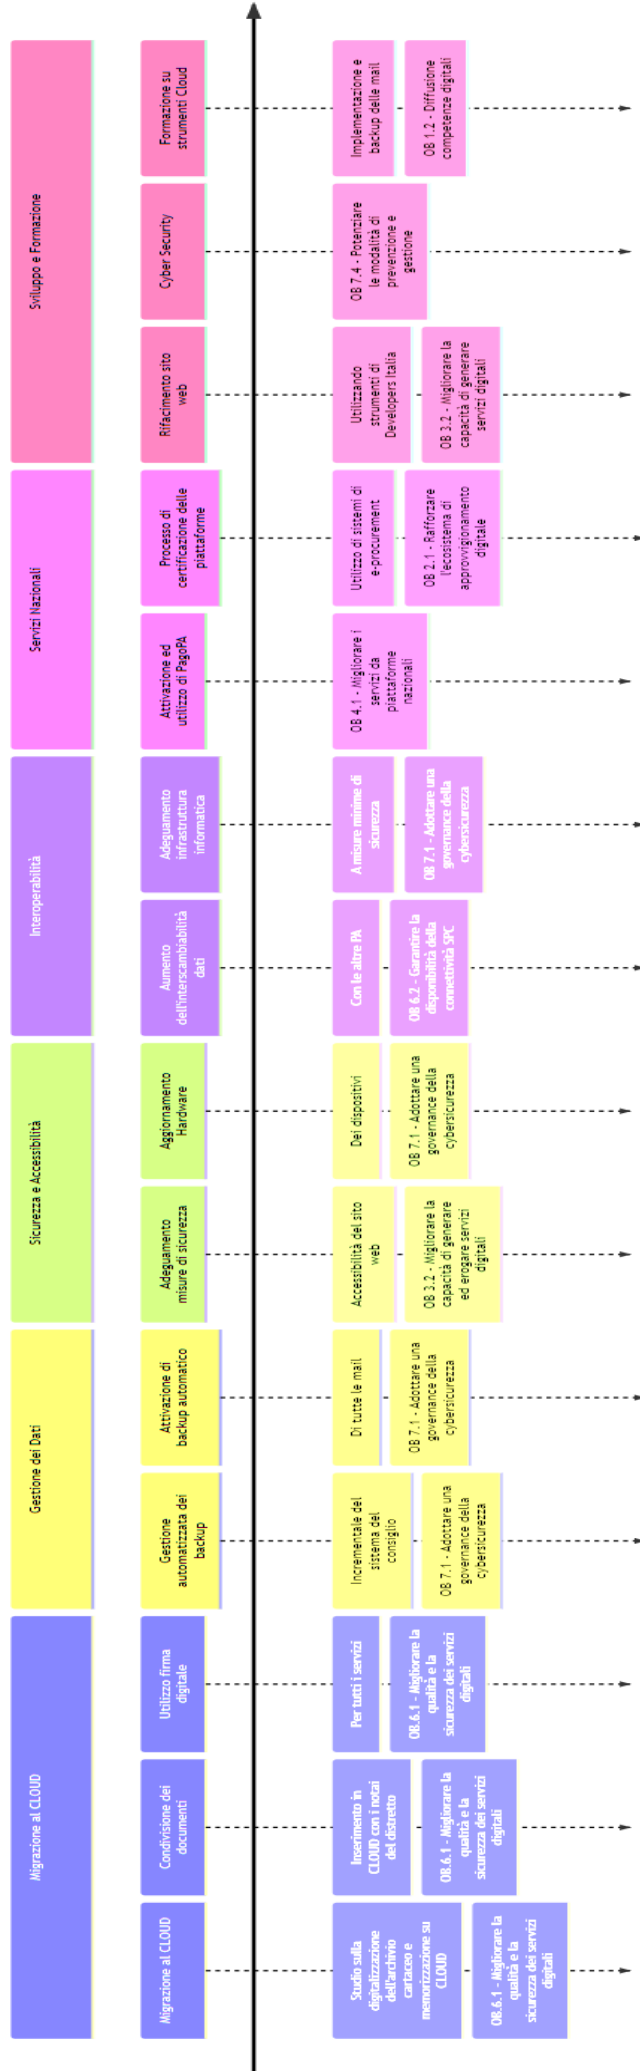 Migrazione al CLOUD
Migrazione al CLOUD
Studio sulla
digitalizzazione
dell'archivio
cartaceo e
memorizzazione su
CLOUD
OB.6.1 - Migliorare la
qualità e la
sicurezza dei servizi
digitali
Condivisione dei
documenti
Inserimento in
CLOUD con i notai
del distretto
OB.6.1 - Migliorare la
qualità e la
sicurezza dei servizi
digitali
Utilizzo firma
digitale
Per tutti i servizi
OB.6.1 - Migliorare la
qualità e la
sicurezza dei servizi
digitali
Gestione dei Dati
Gestione
automatizzata dei
backup
Incrementale del
sistema del
consiglio
OB 7.1 - Adottare una
governance della
cybersicurezza
Attivazione di
backup automatico
Di tutte le mail
OB 7.1 - Adottare una
governance della
cybersicurezza
Sicurezza e Accessibilità
Adeguamento
misure di sicurezza
Accessibilità del sito
web
OB 3.2 - Migliorare la
capacità di generare
ed erogare servizi
digitali
Aggiornamento
Hardware
Dei dispositivi
OB 7.1 - Adottare una
governance della
cybersicurezza
Interoperabilità
Aumento
dell'interscambiabilità
dati
Con le altre PA
OB 6.2 - Garantire la
disponibilità della
connettività SPC
Adeguamento
infrastruttura
informatica
A misure minime di
sicurezza
OB 7.1 - Adottare una
governance della
cybersicurezza
Servizi Nazionali
Attivazione ed
utilizzo di PagoPA
OB 4.1 - Migliorare i
servizi da
piattaforme
nazionali
Processo di
certificazione delle
piattaforme
Utilizzo di sistemi di
e-procurement
OB 2.1 - Rafforzare
l'ecosistema di
approvvigionamento
digitale
Sviluppo e Formazione
Rifacimento sito
web
Utilizzando
strumenti di
Developers Italia
OB 3.2 - Migliorare la
capacità di generare
servizi digitali
Cyber Security
OB 7.4 - Potenziare
le modalità di
prevenzione e
gestione
Formazione su
strumenti Cloud
Implementazione e
backup delle mail
OB 1.2 - Diffusione
competenze digitali